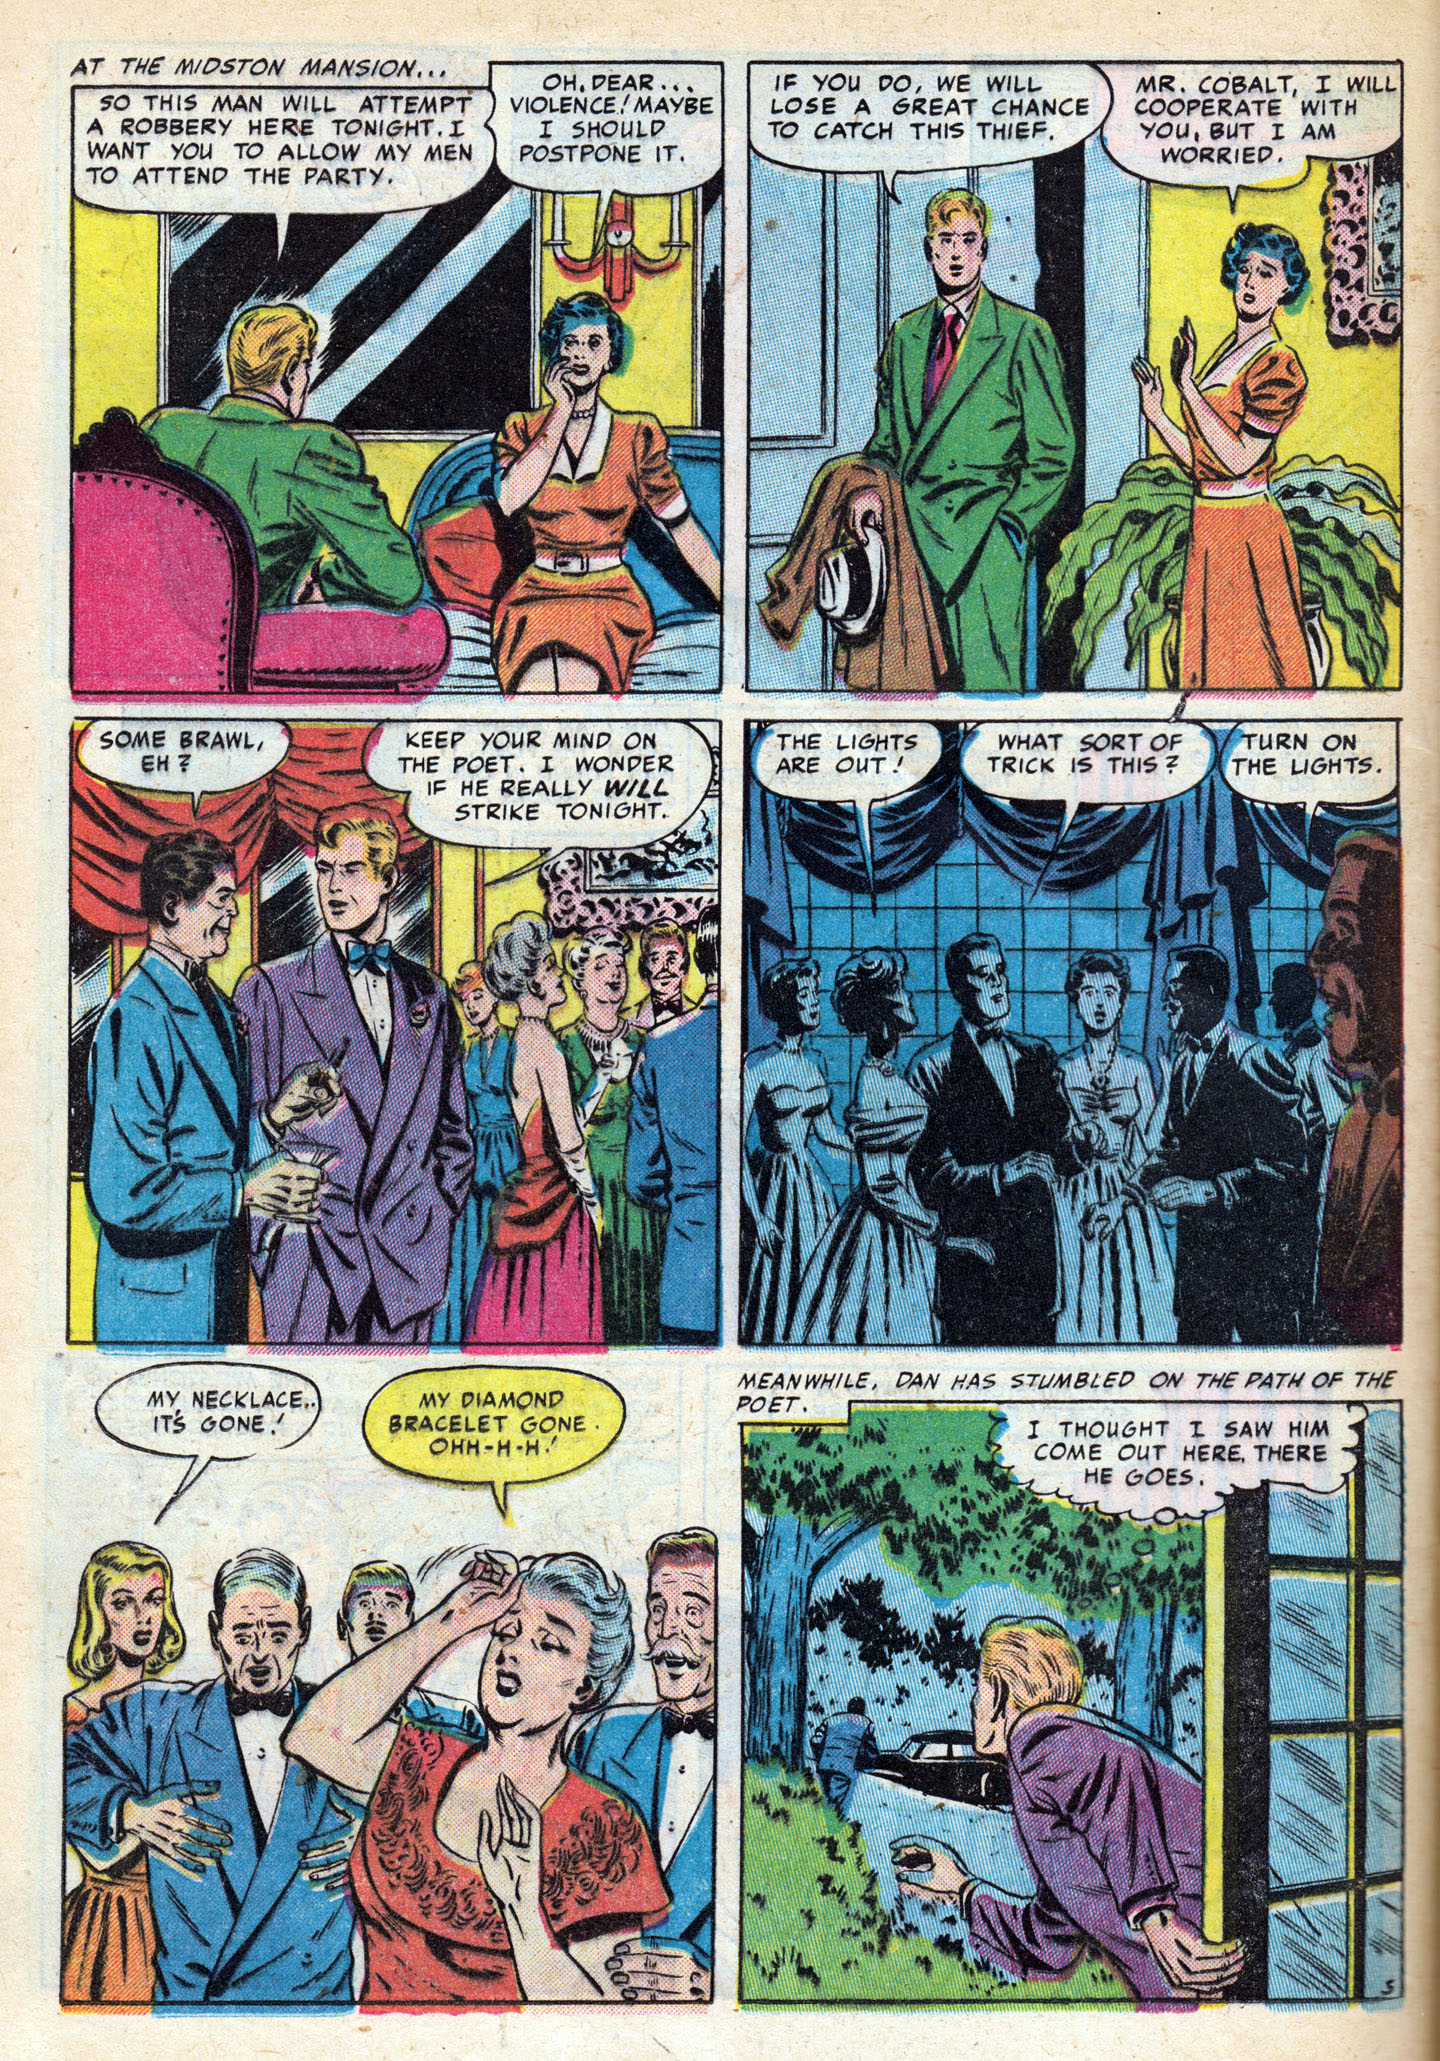 AT THE MIDSTON MANSION...
SO THIS MAN WILL ATTEMPT
A ROBBERY HERE TONIGHT. I
WANT YOU TO ALLOW MY MEN
TO ATTEND THE PARTY.
OH, DEAR...
VIOLENCE! MAYBE
I SHOULD
POSTPONE IT.
IF YOU DO, WE WILL
LOSE A GREAT CHANCE
TO CATCH THIS THIEF.
MR. COBALT, I WILL
COOPERATE WITH
YOU, BUT I AM
WORRIED.
SOME BRAWL,
EH?
KEEP YOUR MIND ON
THE POET. I WONDER
IF HE REALLY WILL
STRIKE TONIGHT.
THE LIGHTS
ARE OUT!
WHAT SORT OF
TRICK IS THIS?
TURN ON
THE LIGHTS.
MY NECKLACE..
IT'S GONE!
MY DIAMOND
BRACELET GONE.
OHH-H-H!
MEANWHILE, DAN HAS STUMBLED ON THE PATH OF THE
POET.
I THOUGHT I SAW HIM
COME OUT HERE. THERE
HE GOES.
5